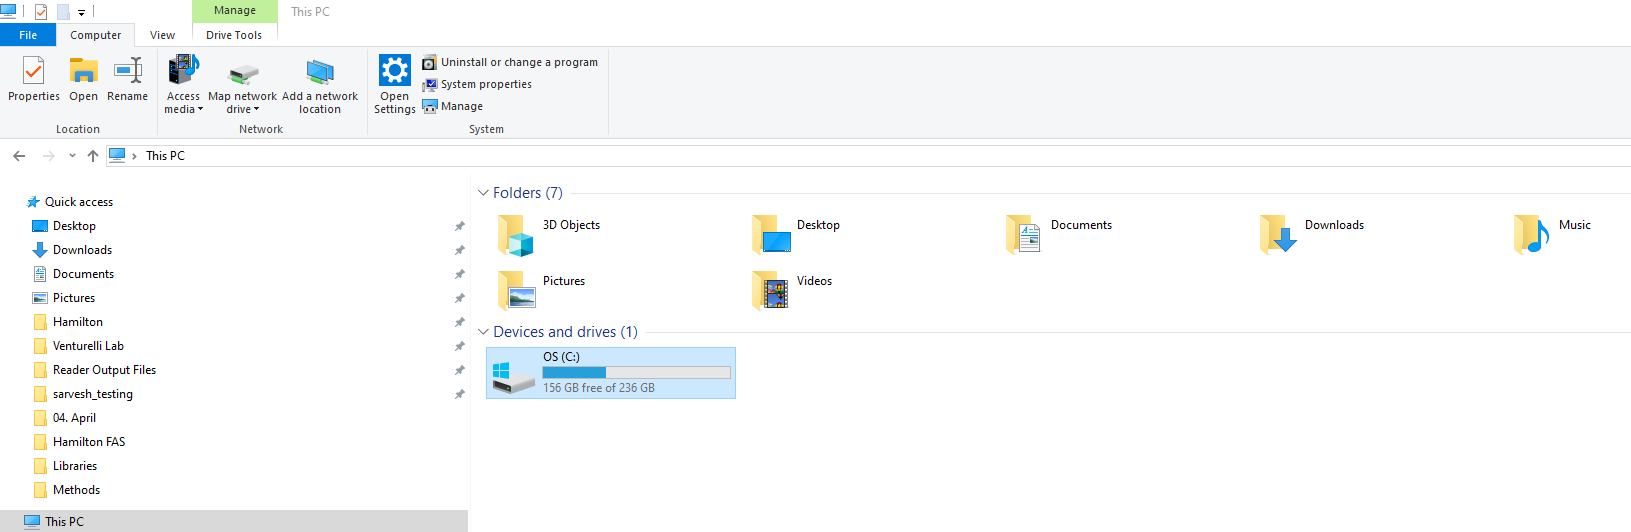 Manage
This PC
File
Computer
View
Drive Tools
Properties
Open
Rename
Access media
Map network drive
Add a network location
Open Settings
Uninstall or change a program
System properties
Manage
Location
Network
System
This PC
Quick access
Desktop
Downloads
Documents
Pictures
Hamilton
Venturelli Lab
Reader Output Files
sarvesh_testing
04. April
Hamilton FAS
Libraries
Methods
This PC
Folders (7)
3D Objects
Desktop
Documents
Downloads
Music
Pictures
Videos
Devices and drives (1)
OS (C:)
156 GB free of 236 GB